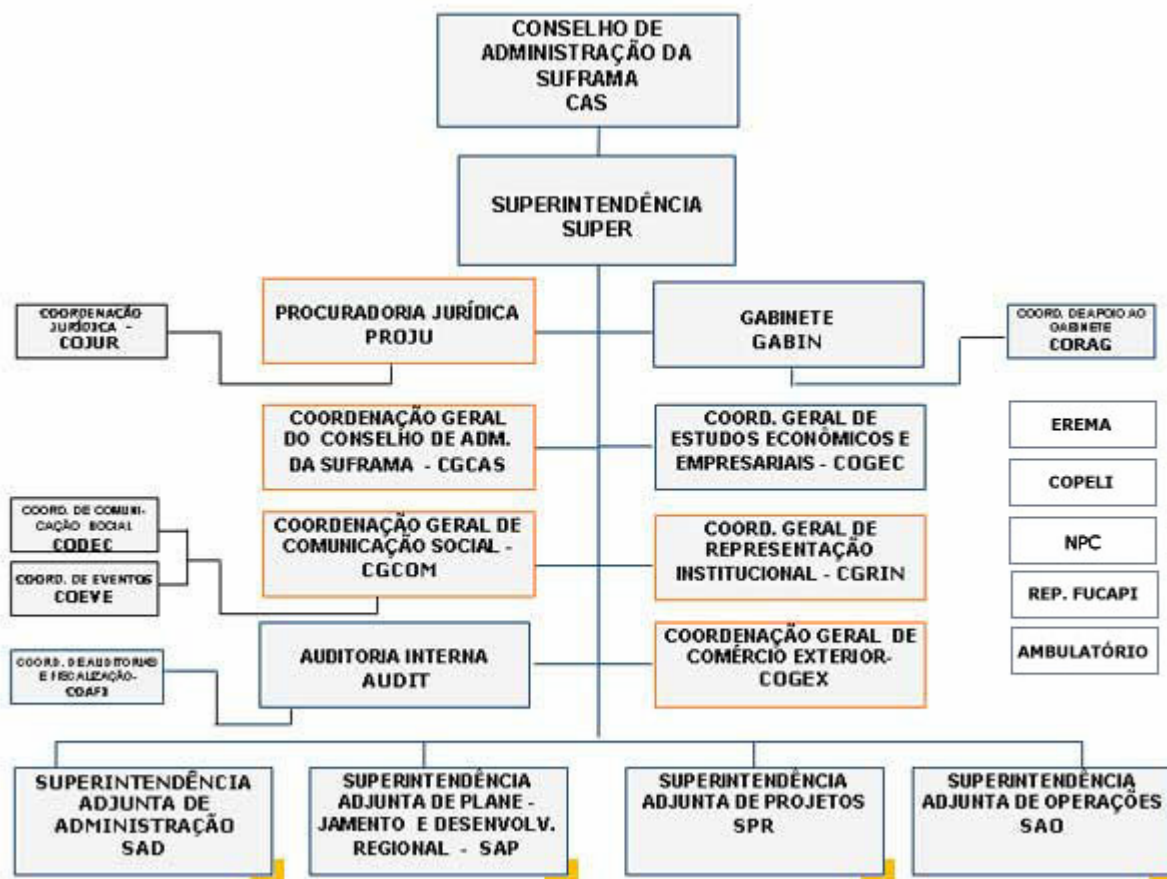 CONSELHO DE
ADMINISTRAÇÃO DA
SUFRAMA
CAS
SUPERINTENDÊNCIA
SUPER
COORDENAÇÃO
JURÍDICA -
COJUR
PROCURADORIA JURÍDICA
PROJU
GABINETE
GABIN
COORD. DE APOIO AO
GABINETE
CORAG
COORDENAÇÃO GERAL
DO CONSELHO DE ADM.
DA SUFRAMA - CGCAS
COORD. GERAL DE
ESTUDOS ECONÔMICOS E
EMPRESARIAIS - COGEC
EREMA
COPELI
NPC
REP. FUCAPI
AMBULATÓRIO
COORD. DE COMUNI-
CAÇÃO SOCIAL
CODEC
COORD. DE EVENTOS
COEVE
COORDENAÇÃO GERAL DE
COMUNICAÇÃO SOCIAL -
CGCOM
COORD. GERAL DE
REPRESENTAÇÃO
INSTITUCIONAL - CGRIN
COORD. DE AUDITORIAS
E FISCALIZAÇÃO-
COAFI
AUDITORIA INTERNA
AUDIT
COORDENAÇÃO GERAL DE
COMÉRCIO EXTERIOR-
COGEX
SUPERINTENDÊNCIA
ADJUNTA DE
ADMINISTRAÇÃO
SAD
SUPERINTENDÊNCIA
ADJUNTA DE PLANE -
JAMENTO E DESENVOLV.
REGIONAL - SAP
SUPERINTENDÊNCIA
ADJUNTA DE PROJETOS
SPR
SUPERINTENDÊNCIA
ADJUNTA DE OPERAÇÕES
SAO